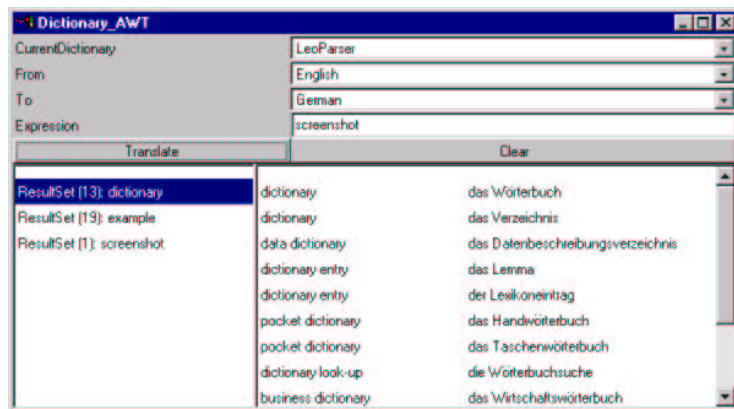 Dictionary_AWT
CurrentDictionary LeoParser
From English
To German
Expression screenshot
Translate Clear
ResultSet (13): dictionary dictionary das Wörterbuch
ResultSet (19): example dictionary das Verzeichnis
ResultSet (1): screenshot data dictionary das Datenbeschreibungsverzeichnis
dictionary entry das Lemma
dictionary entry der Lexikoneintrag
pocket dictionary das Handwörterbuch
pocket dictionary das Taschenwörterbuch
dictionary look-up die Wörterbuchsuche
business dictionary das Wirtschaftswörterbuch